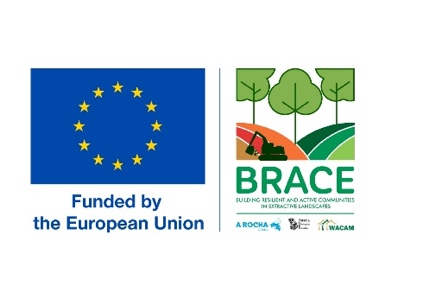 Funded by
the European Union
BRACE
BUILDING RESILIENT AND ACTIVE COMMUNITIES
IN EXTRACTIVE LANDSCAPES
A ROCHA
WACAM